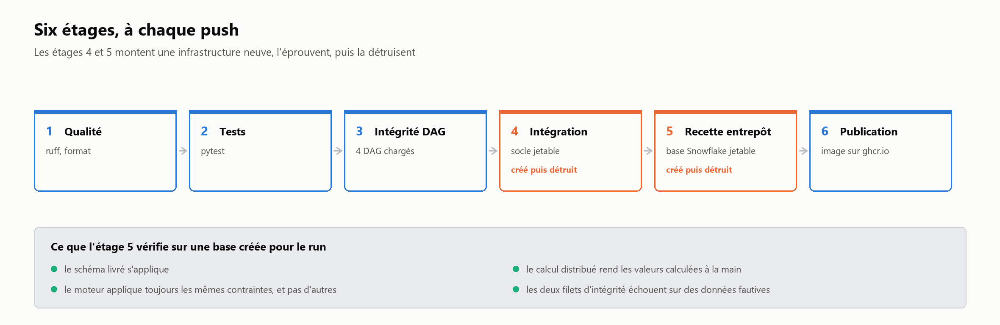 Six étages, à chaque push
Les étages 4 et 5 montent une infrastructure neuve, l'éprouvent, puis la détruisent
1 Qualité
ruff, format
2 Tests
pytest
3 Intégrité DAG
4 DAG chargés
4 Intégration
socle jetable
créé puis détruit
5 Recette entrepôt
base Snowflake jetable
créé puis détruit
6 Publication
image sur ghcr.io
Ce que l'étage 5 vérifie sur une base créée pour le run
le schéma livré s'applique
le moteur applique toujours les mêmes contraintes, et pas d'autres
le calcul distribué rend les valeurs calculées à la main
les deux filets d'intégrité échouent sur des données fautives